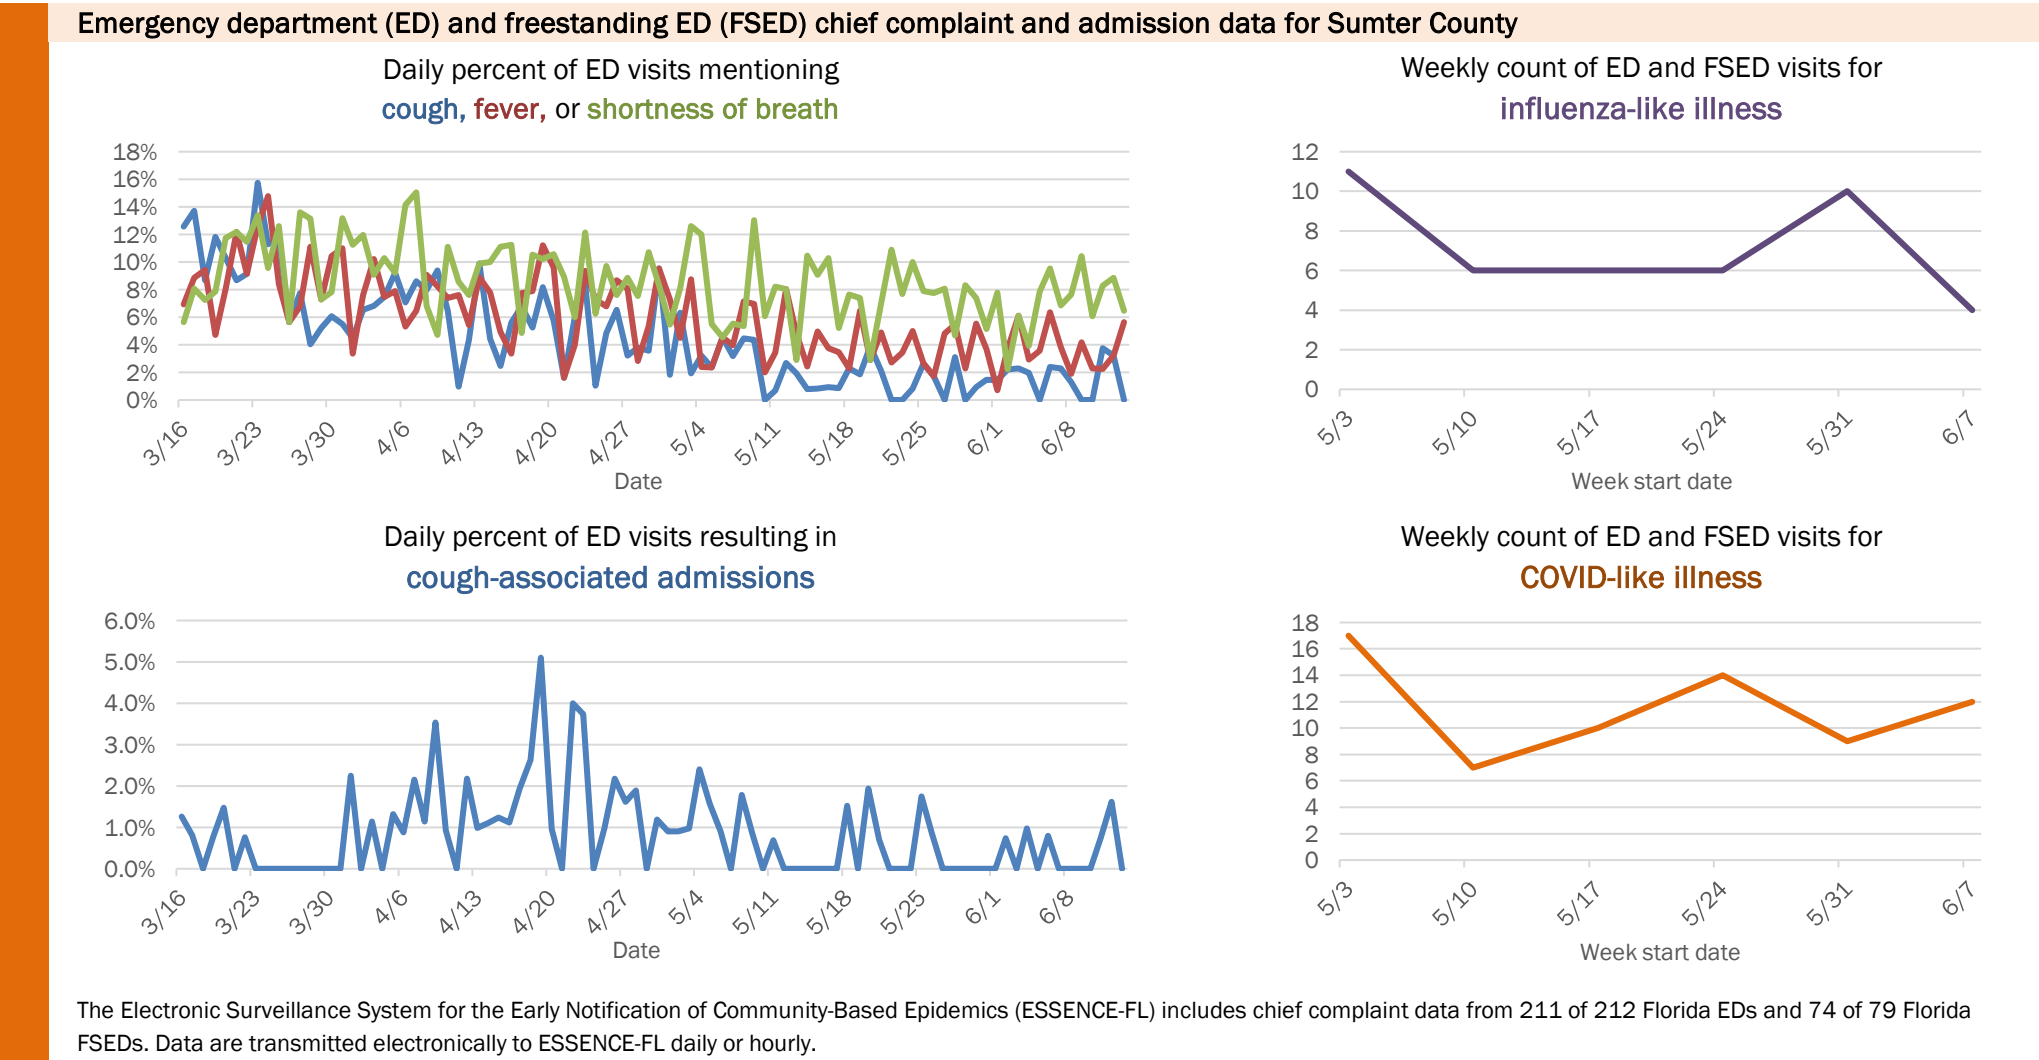 Emergency department (ED) and freestanding ED (FSED) chief complaint and admission data for Sumter County
Daily percent of ED visits mentioning
cough, fever, or shortness of breath
18%
16%
14%
12%
10%
8%
6%
4%
2%
0%
3/16 3/23 3/30 4/6 4/13 4/20 4/27 5/4 5/11 5/18 5/25 6/1 6/8
Date
Weekly count of ED and FSED visits for
influenza-like illness
12
10
8
6
4
2
0
5/3 5/10 5/17 5/24 5/31 6/7
Week start date
Daily percent of ED visits resulting in
cough-associated admissions
6.0%
5.0%
4.0%
3.0%
2.0%
1.0%
0.0%
3/16 3/23 3/30 4/6 4/13 4/20 4/27 5/4 5/11 5/18 5/25 6/1 6/8
Date
Weekly count of ED and FSED visits for
COVID-like illness
18
16
14
12
10
8
6
4
2
0
5/3 5/10 5/17 5/24 5/31 6/7
Week start date
The Electronic Surveillance System for the Early Notification of Community-Based Epidemics (ESSENCE-FL) includes chief complaint data from 211 of 212 Florida EDs and 74 of 79 Florida
FSEDs. Data are transmitted electronically to ESSENCE-FL daily or hourly.